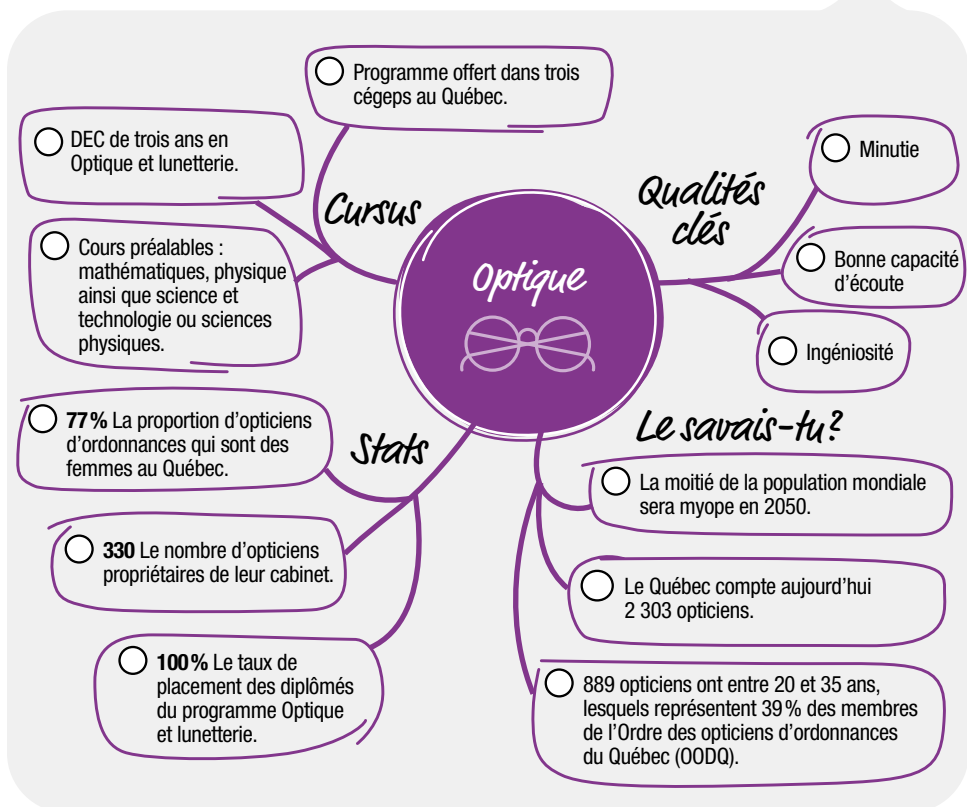 Optique
Cursus
Programme offert dans trois
cégeps au Québec.
DEC de trois ans en
Optique et lunetterie.
Cours préalables :
mathématiques, physique
ainsi que science et
technologie ou sciences
physiques.
Qualités
clés
Minutie
Bonne capacité
d’écoute
Ingéniosité
Stats
77 % La proportion d’opticiens
d’ordonnances qui sont des
femmes au Québec.
330 Le nombre d’opticiens
propriétaires de leur cabinet.
100 % Le taux de
placement des diplômés
du programme Optique
et lunetterie.
Le savais-tu?
La moitié de la population mondiale
sera myope en 2050.
Le Québec compte aujourd’hui
2 303 opticiens.
889 opticiens ont entre 20 et 35 ans,
lesquels représentent 39 % des membres
de l’Ordre des opticiens d’ordonnances
du Québec (OODQ).